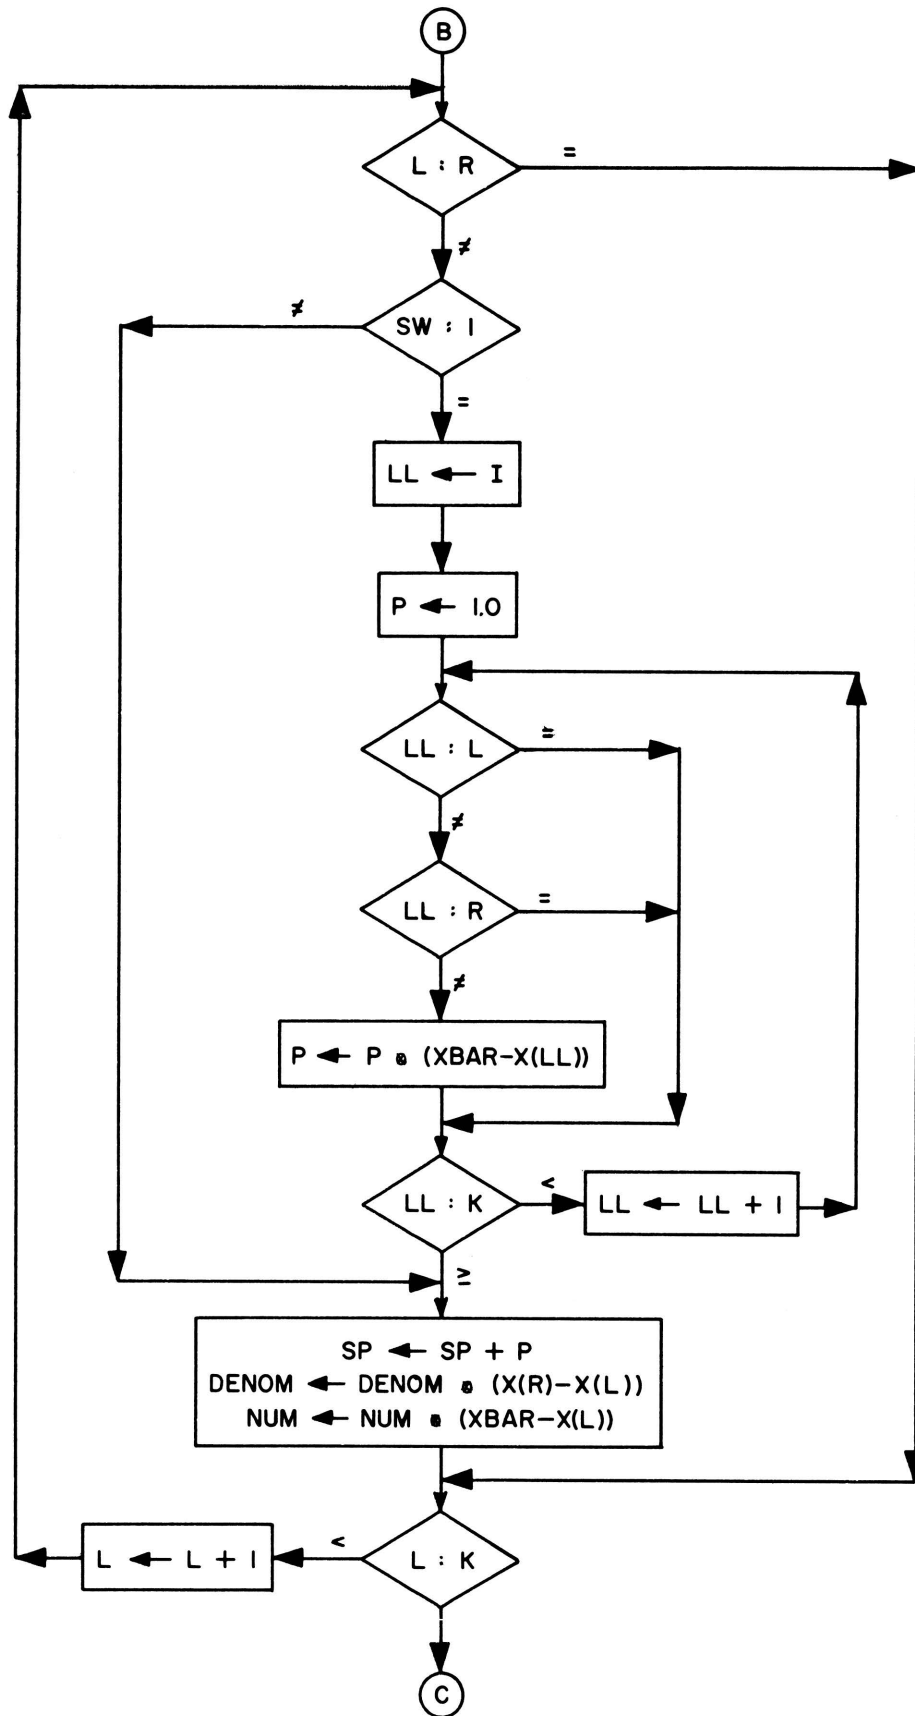 B
L : R
=
≠
≠
SW : 1
=
LL ← I
P ← 1.0
LL : L
≅
≠
LL : R
=
≠
P ← P * (XBAR-X(LL))
LL : K
<
LL ← LL + 1
≥
SP ← SP + P
DENOM ← DENOM * (X(R)-X(L))
NUM ← NUM * (XBAR-X(L))
L ← L + 1
<
L : K
C